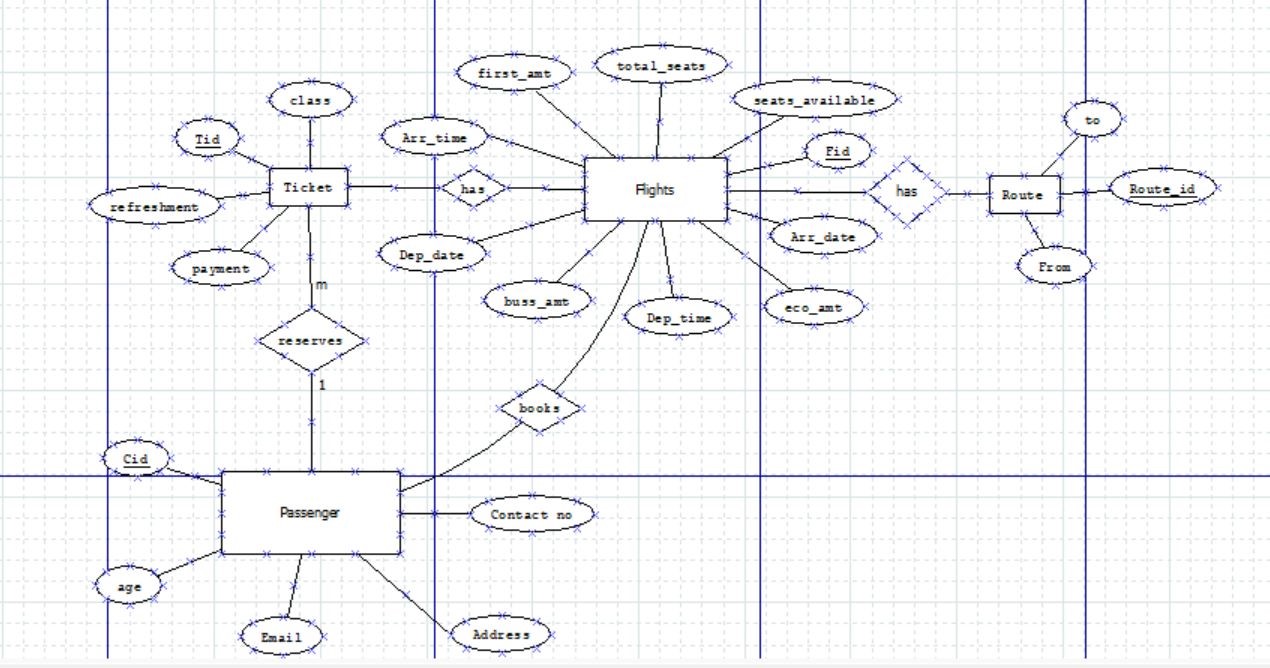 first_amt
total_seats
class
seats_available
to
Tid
Arr_time
Fid
Ticket
has
Flights
has
Route
Route_id
refreshment
Arr_date
Dep_date
payment
From
m
buss_amt
Dep_time
eco_amt
reserves
1
books
Cid
Passenger
Contact no
age
Email
Address